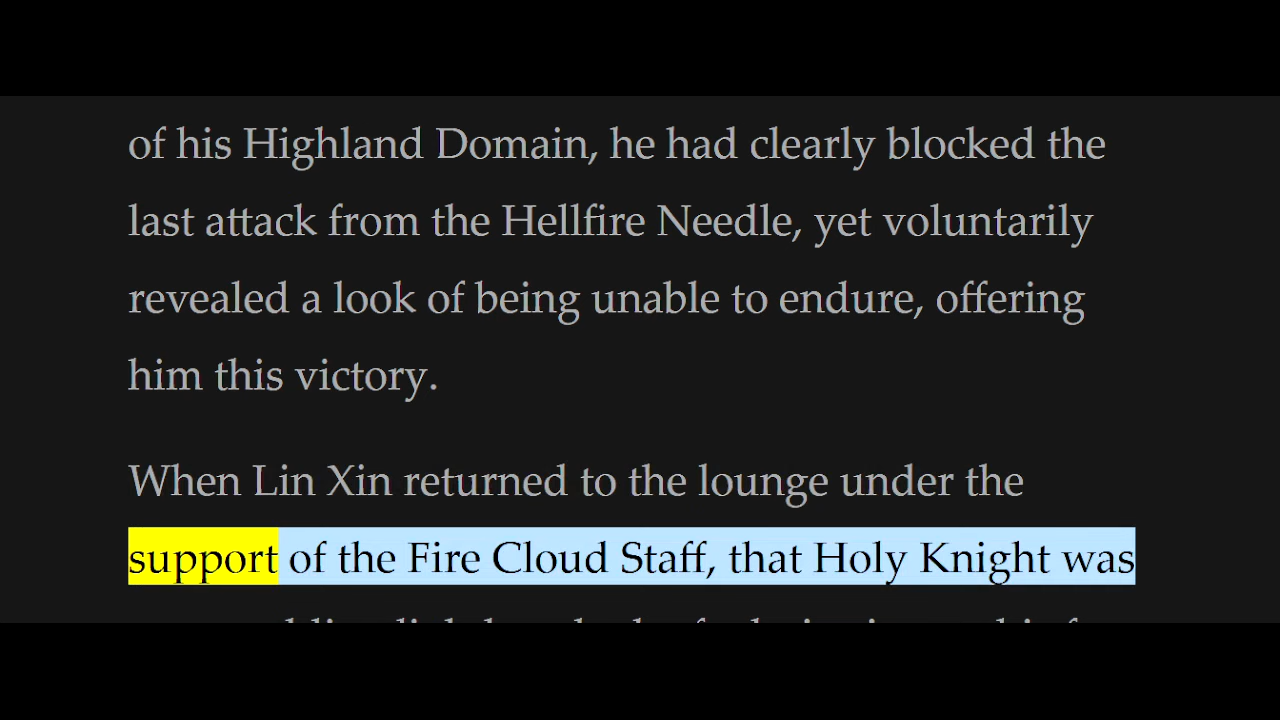 of his Highland Domain, he had clearly blocked the
last attack from the Hellfire Needle, yet voluntarily
revealed a look of being unable to endure, offering
him this victory.
When Lin Xin returned to the lounge under the
support of the Fire Cloud Staff, that Holy Knight was